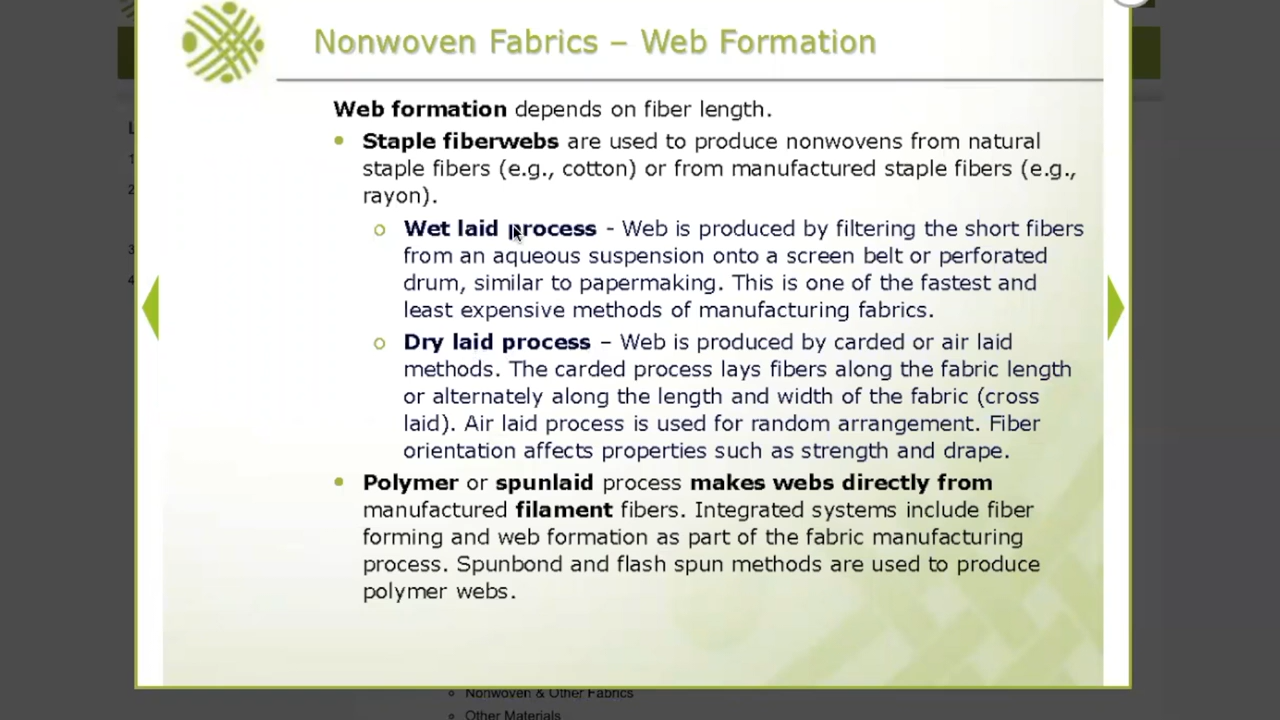 Nonwoven Fabrics – Web Formation
Web formation depends on fiber length.
Staple fiberwebs are used to produce nonwovens from natural
staple fibers (e.g., cotton) or from manufactured staple fibers (e.g.,
rayon).
Wet laid process - Web is produced by filtering the short fibers
from an aqueous suspension onto a screen belt or perforated
drum, similar to papermaking. This is one of the fastest and
least expensive methods of manufacturing fabrics.
Dry laid process – Web is produced by carded or air laid
methods. The carded process lays fibers along the fabric length
or alternately along the length and width of the fabric (cross
laid). Air laid process is used for random arrangement. Fiber
orientation affects properties such as strength and drape.
Polymer or spunlaid process makes webs directly from
manufactured filament fibers. Integrated systems include fiber
forming and web formation as part of the fabric manufacturing
process. Spunbond and flash spun methods are used to produce
polymer webs.
Nonwoven & Other Fabrics
Other Materials